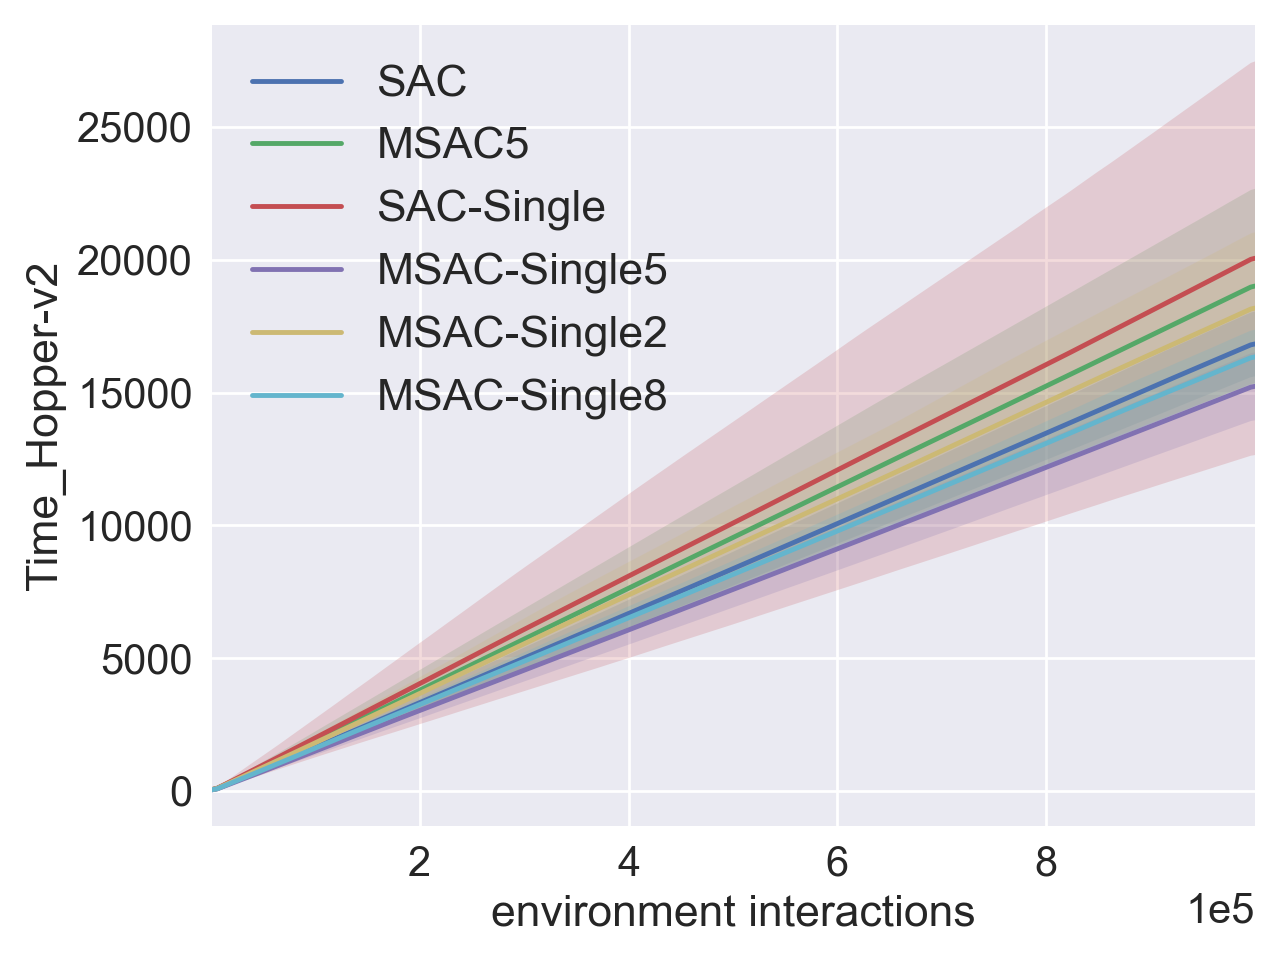 SAC
MSAC5
SAC-Single
MSAC-Single5
MSAC-Single2
MSAC-Single8
Time_Hopper-v2
25000
20000
15000
10000
5000
0
2 4 6 8
1e5
environment interactions